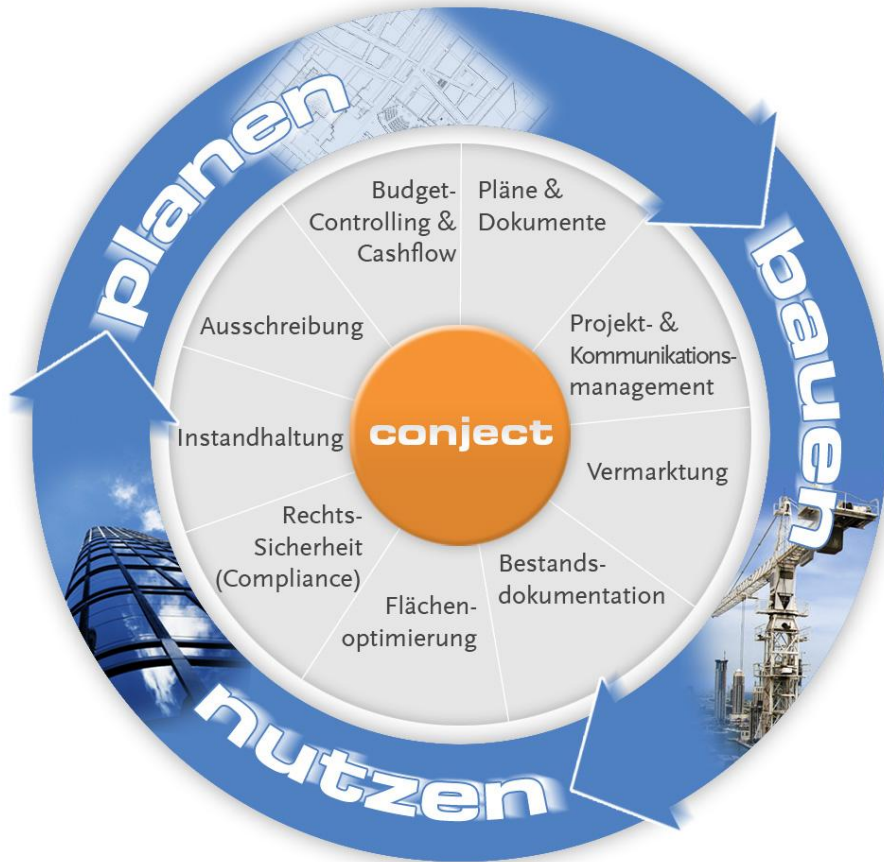 planen
bauen
nutzen
Budget-
Controlling &
Cashflow
Pläne &
Dokumente
Projekt- &
Kommunikations-
management
Vermarktung
Bestands-
dokumentation
Flächen-
optimierung
Rechts-
Sicherheit
(Compliance)
Instandhaltung
Ausschreibung
conject